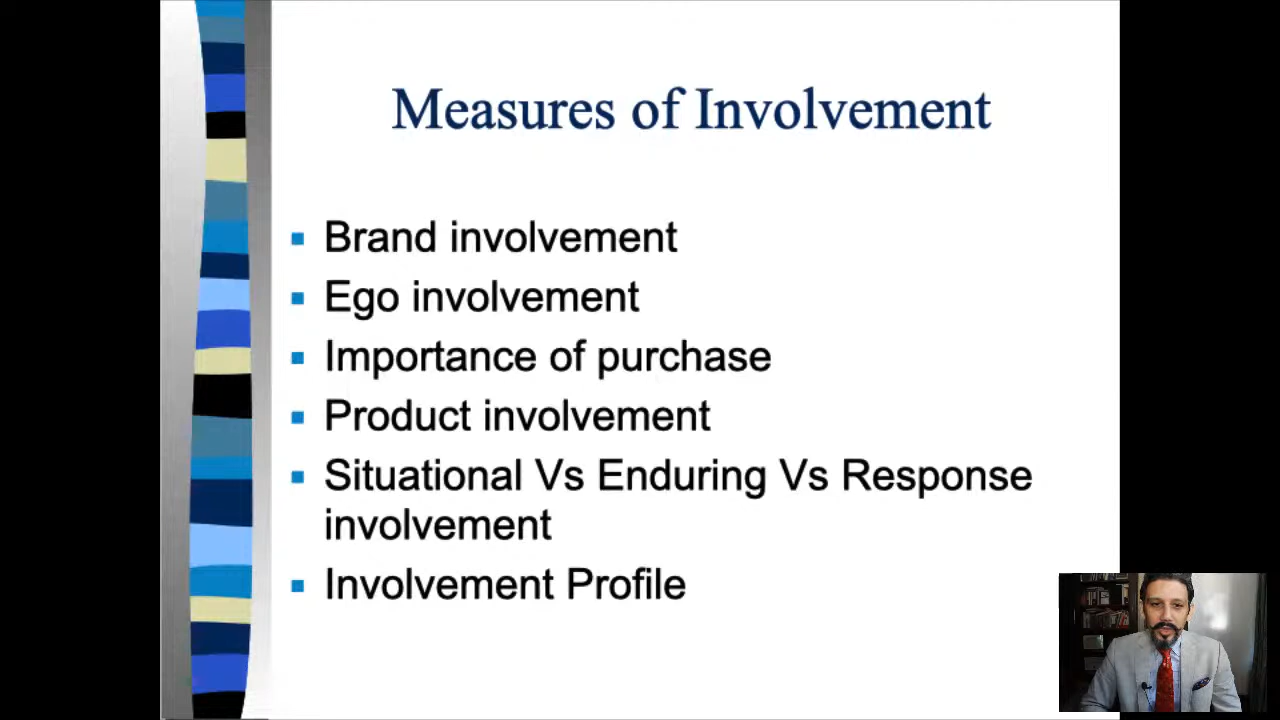 Measures of Involvement
Brand involvement
Ego involvement
Importance of purchase
Product involvement
Situational Vs Enduring Vs Response
involvement
Involvement Profile